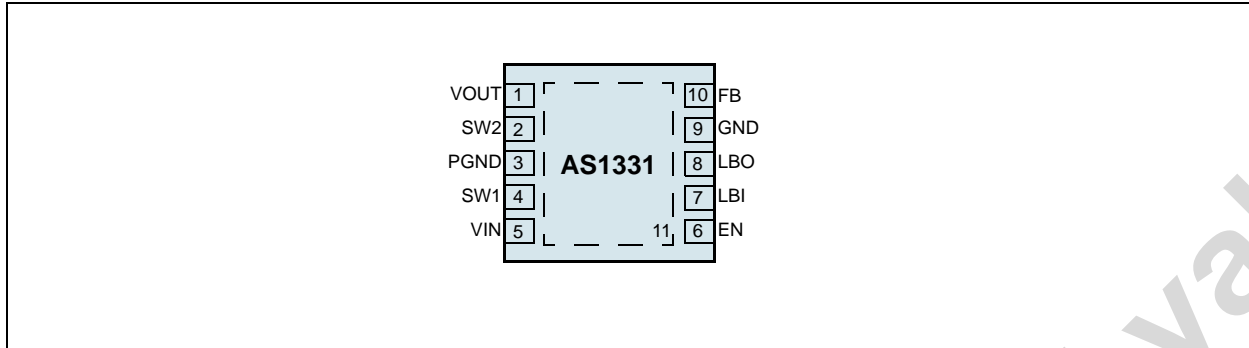 VOUT 1 10 FB
SW2 2 9 GND
PGND 3 AS1331 8 LBO
SW1 4 7 LBI
VIN 5 11 6 EN